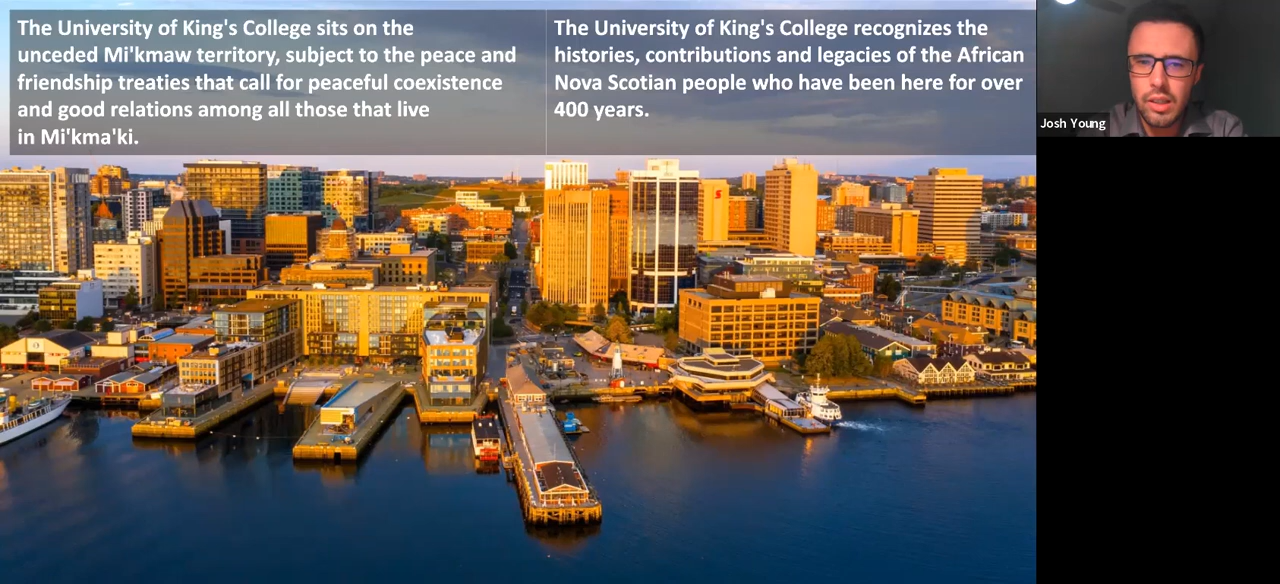 The University of King's College sits on the
unceded Mi'kmaw territory, subject to the peace and
friendship treaties that call for peaceful coexistence
and good relations among all those that live
in Mi'kma'ki.
The University of King's College recognizes the
histories, contributions and legacies of the African
Nova Scotian people who have been here for over
400 years.
Josh Young